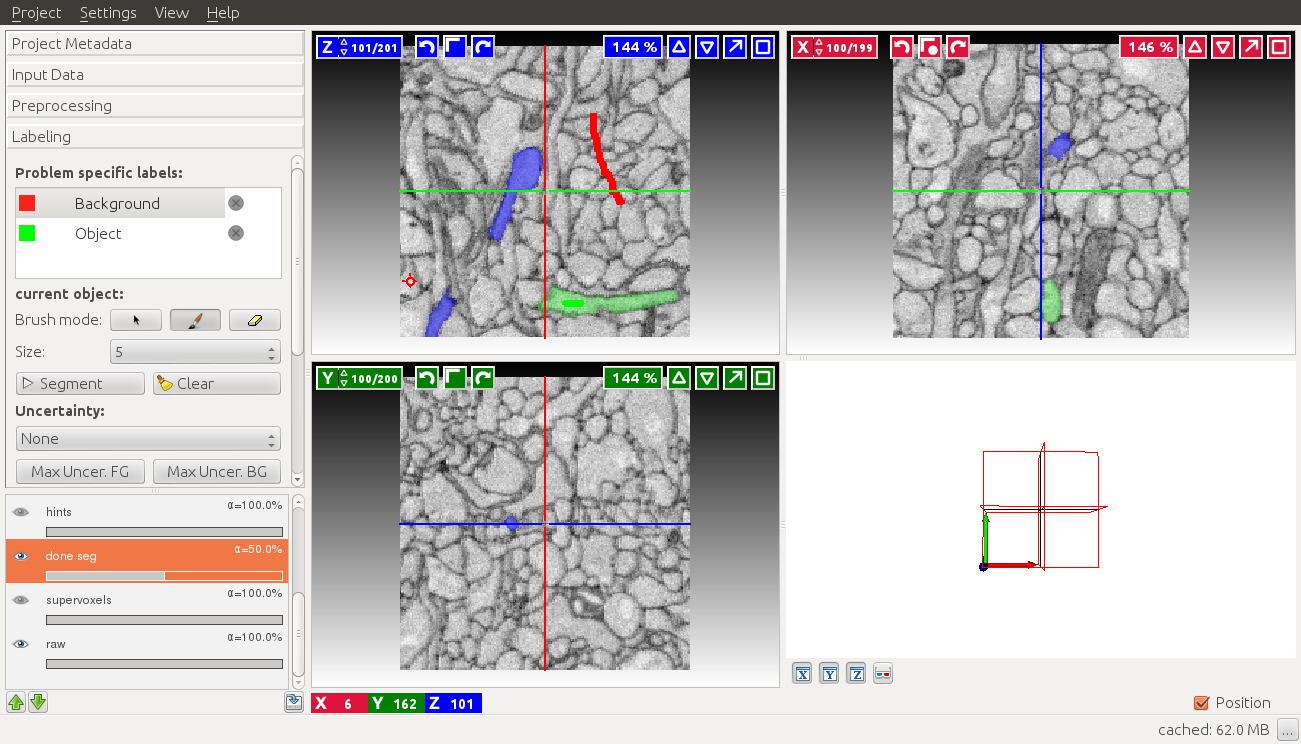 Project Settings View Help
Project Metadata
Input Data
Preprocessing
Labeling
Problem specific labels:
Background
Object
current object:
Brush mode:
Size: 5
Segment Clear
Uncertainty:
None
Max Uncer. FG Max Uncer. BG
hints α=100.0%
done seg α=50.0%
supervoxels α=100.0%
raw α=100.0%
Z 101/201 144 %
X 100/199 146 %
Y 100/200 144 %
X 6 Y 162 Z 101
X Y Z
Position
cached: 62.0 MB ...